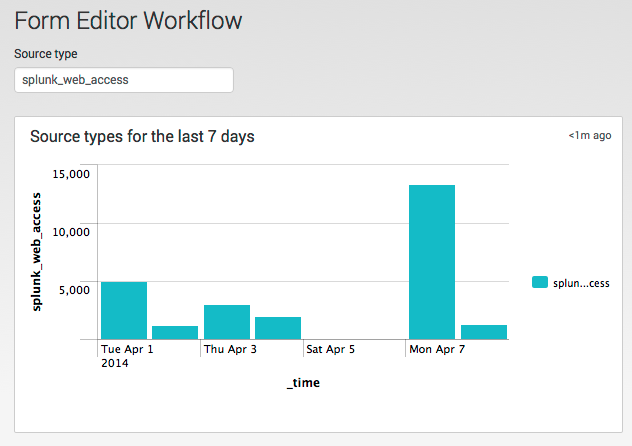 Form Editor Workflow
Source type
splunk_web_access
Source types for the last 7 days
<1m ago
15,000
10,000
5,000
splunk_web_access
splun...cess
Tue Apr 1
2014
Thu Apr 3
Sat Apr 5
Mon Apr 7
_time